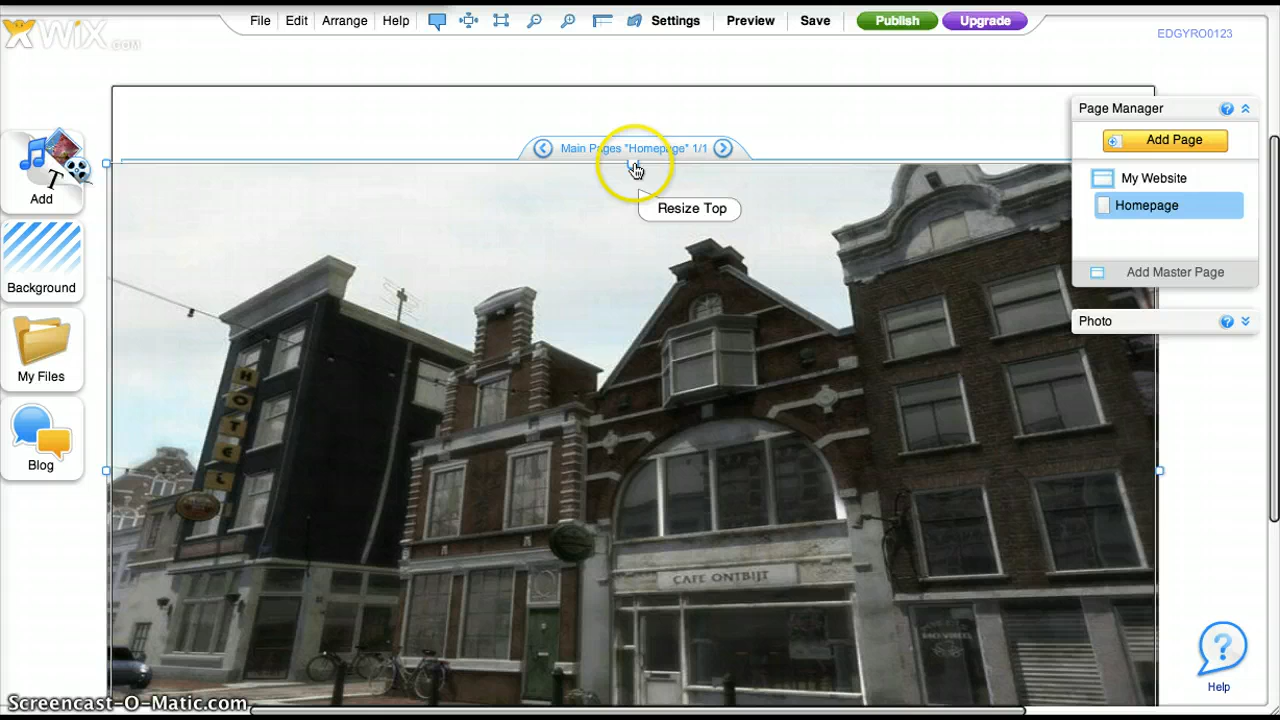 WiX.COM
File Edit Arrange Help Settings Preview Save Publish Upgrade
EDGYRO0123
Main Pages "Homepage" 1/1
Resize Top
Add
Background
My Files
Blog
Page Manager
Add Page
My Website
Homepage
Add Master Page
Photo
HOTEL
CAFE ONTBIJT
Help
Screencast-O-Matic.com